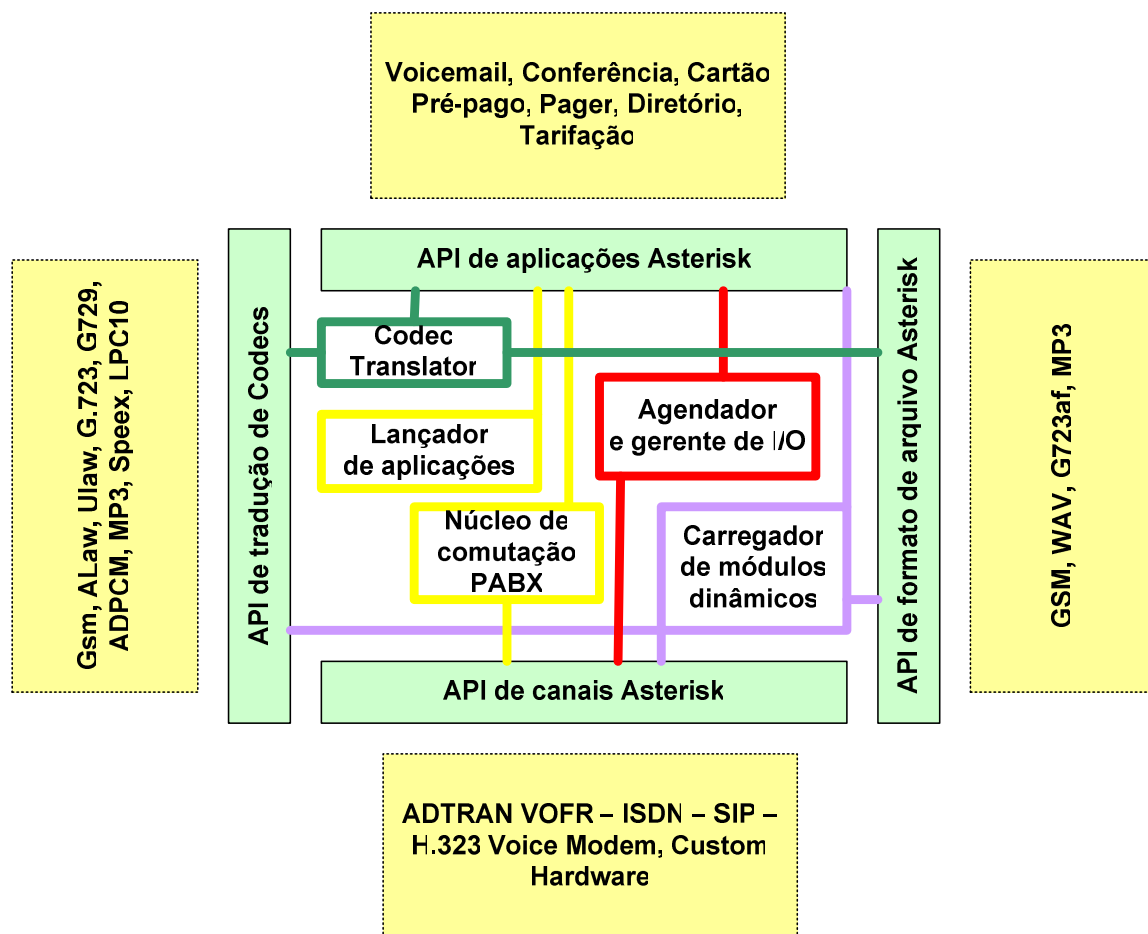 Voicemail, Conferência, Cartão
Pré-pago, Pager, Diretório,
Tarifação
API de aplicações Asterisk
Gsm, ALaw, Ulaw, G.723, G729,
ADPCM, MP3, Speex, LPC10
API de tradução de Codecs
Codec
Translator
Lançador
de aplicações
Agendador
e gerente de I/O
Núcleo de
comutação
PABX
Carregador
de módulos
dinâmicos
API de formato de arquivo Asterisk
GSM, WAV, G723af, MP3
API de canais Asterisk
ADTRAN VOFR – ISDN – SIP –
H.323 Voice Modem, Custom
Hardware